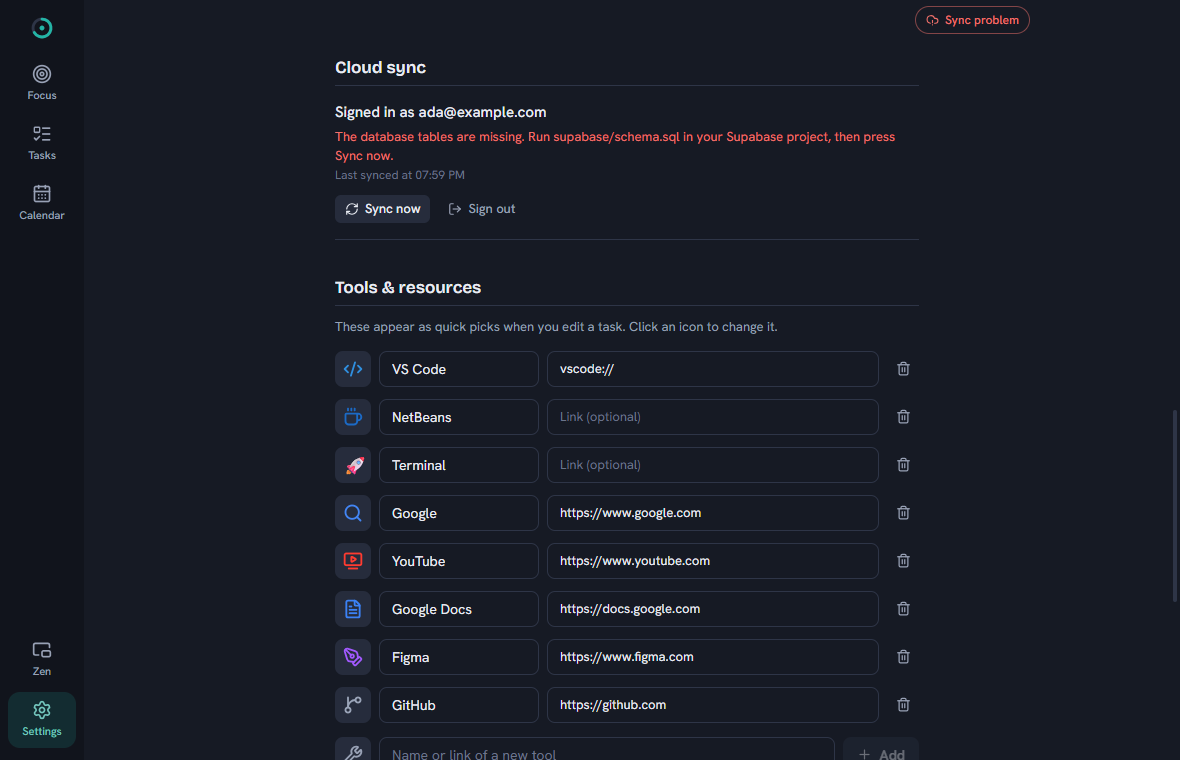 Sync problem
Focus
Tasks
Calendar
Zen
Settings
Cloud sync
Signed in as ada@example.com
The database tables are missing. Run supabase/schema.sql in your Supabase project, then press
Sync now.
Last synced at 07:59 PM
Sync now
Sign out
Tools & resources
These appear as quick picks when you edit a task. Click an icon to change it.
VS Code vscode://
NetBeans Link (optional)
Terminal Link (optional)
Google https://www.google.com
YouTube https://www.youtube.com
Google Docs https://docs.google.com
Figma https://www.figma.com
GitHub https://github.com
Name or link of a new tool Add